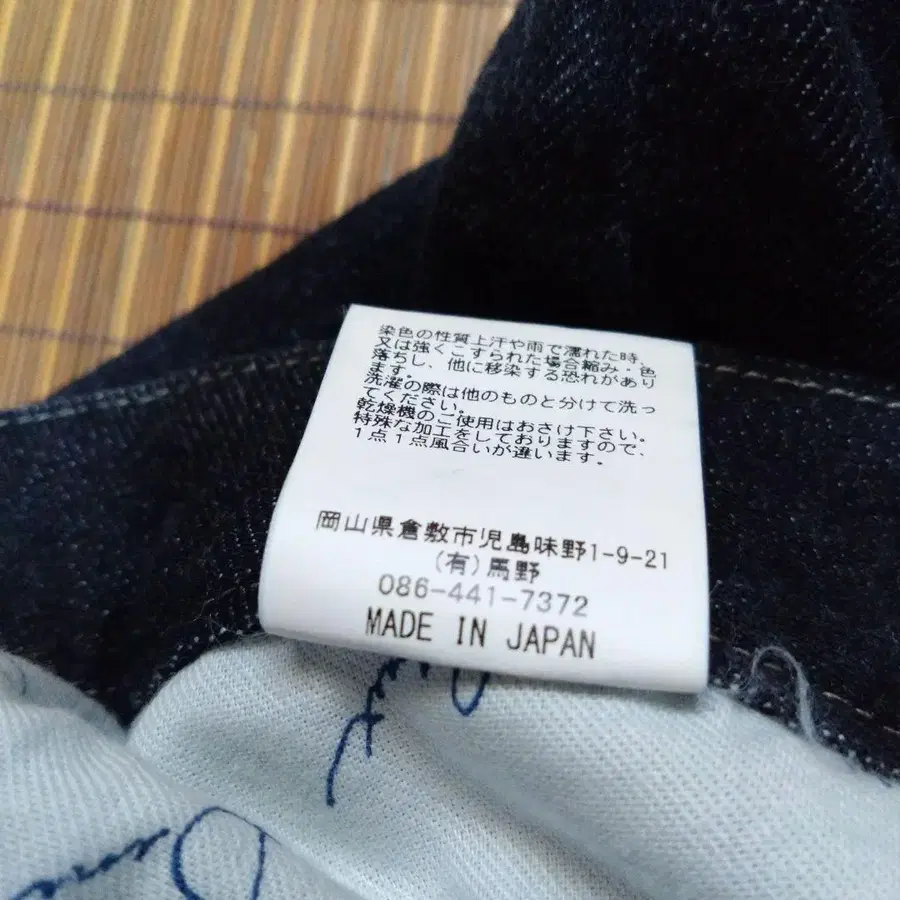 染色の性質上汗や雨で濡れた時、
又は強くこすられた場合縮み・色
落ちし、他に移染する恐れがあり
ます。
洗濯の際は他のものと分けて洗っ
てください。
乾燥機のご使用はおさけ下さい。
特殊な加工をしておりますので、
1点1点風合いが違います。
岡山県倉敷市児島味野1-9-21
(有)馬野
086-441-7372
MADE IN JAPAN